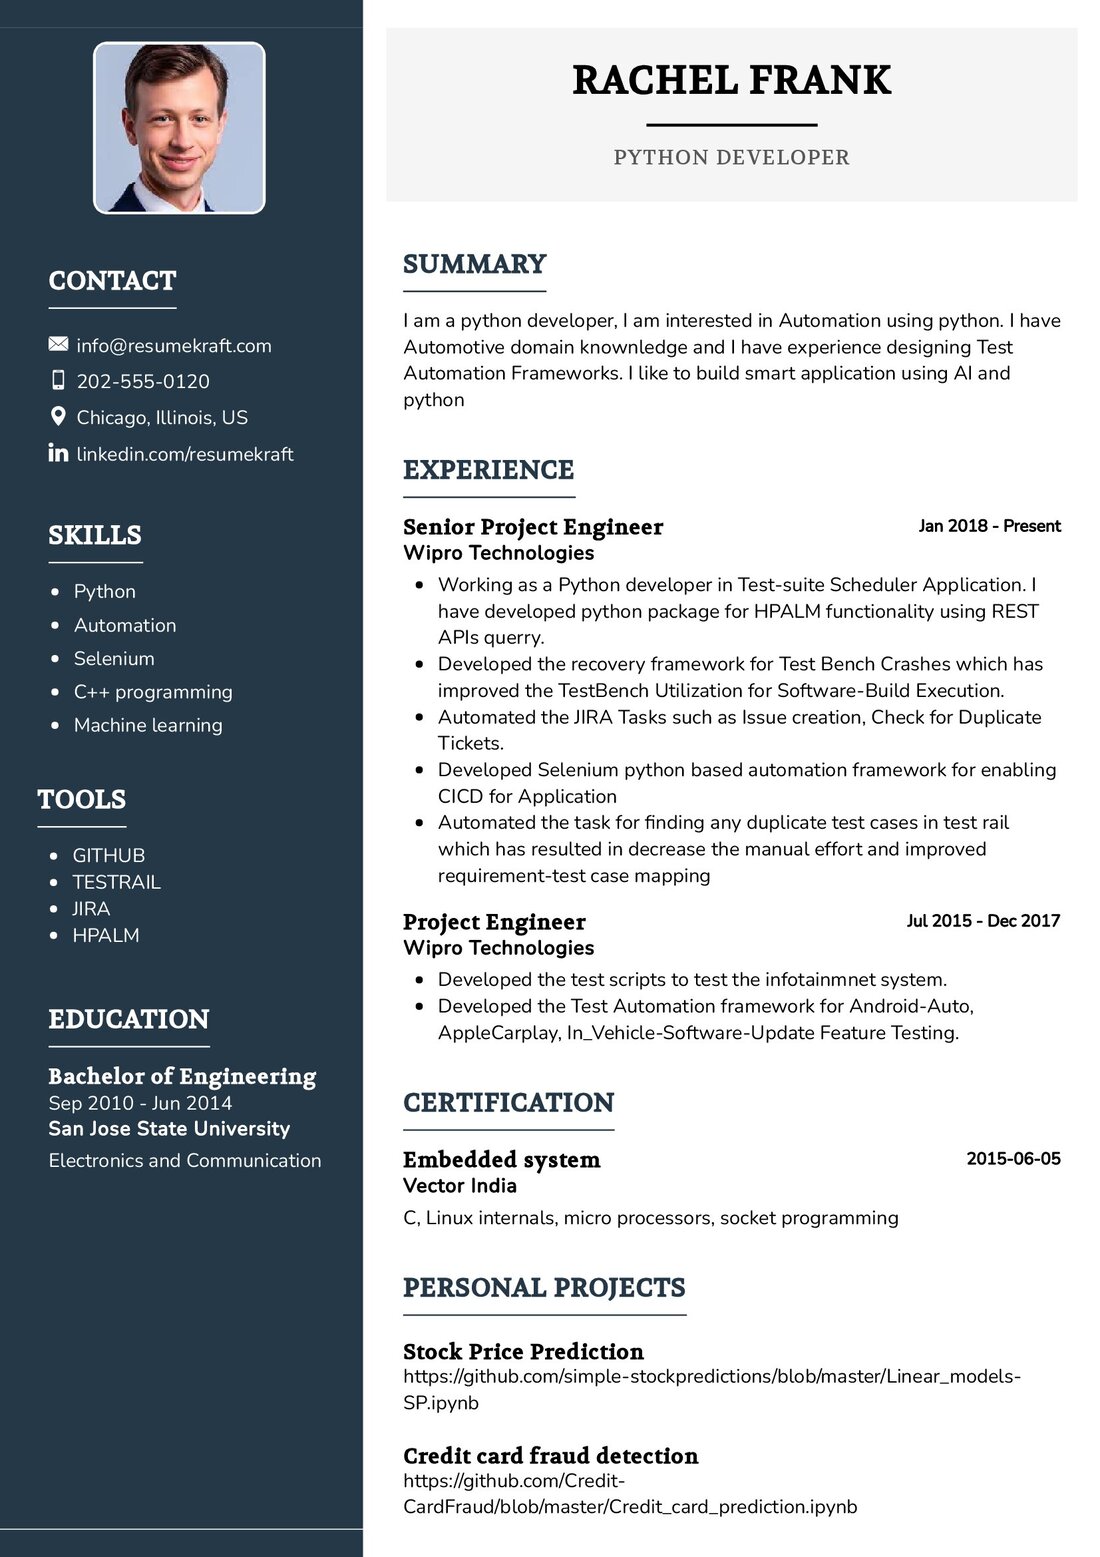 RACHEL FRANK
PYTHON DEVELOPER
CONTACT
info@resumekraft.com
202-555-0120
Chicago, Illinois, US
linkedin.com/resumekraft
SKILLS
Python
Automation
Selenium
C++ programming
Machine learning
TOOLS
GITHUB
TESTRAIL
JIRA
HPALM
EDUCATION
Bachelor of Engineering
Sep 2010 - Jun 2014
San Jose State University
Electronics and Communication
SUMMARY
I am a python developer, I am interested in Automation using python. I have
Automotive domain knownledge and I have experience designing Test
Automation Frameworks. I like to build smart application using AI and
python
EXPERIENCE
Senior Project Engineer Jan 2018 - Present
Wipro Technologies
Working as a Python developer in Test-suite Scheduler Application. I
have developed python package for HPALM functionality using REST
APIs querry.
Developed the recovery framework for Test Bench Crashes which has
improved the TestBench Utilization for Software-Build Execution.
Automated the JIRA Tasks such as Issue creation, Check for Duplicate
Tickets.
Developed Selenium python based automation framework for enabling
CICD for Application
Automated the task for finding any duplicate test cases in test rail
which has resulted in decrease the manual effort and improved
requirement-test case mapping
Project Engineer Jul 2015 - Dec 2017
Wipro Technologies
Developed the test scripts to test the infotainmnet system.
Developed the Test Automation framework for Android-Auto,
AppleCarplay, In_Vehicle-Software-Update Feature Testing.
CERTIFICATION
Embedded system 2015-06-05
Vector India
C, Linux internals, micro processors, socket programming
PERSONAL PROJECTS
Stock Price Prediction
https://github.com/simple-stockpredictions/blob/master/Linear_models-
SP.ipynb
Credit card fraud detection
https://github.com/Credit-
CardFraud/blob/master/Credit_card_prediction.ipynb